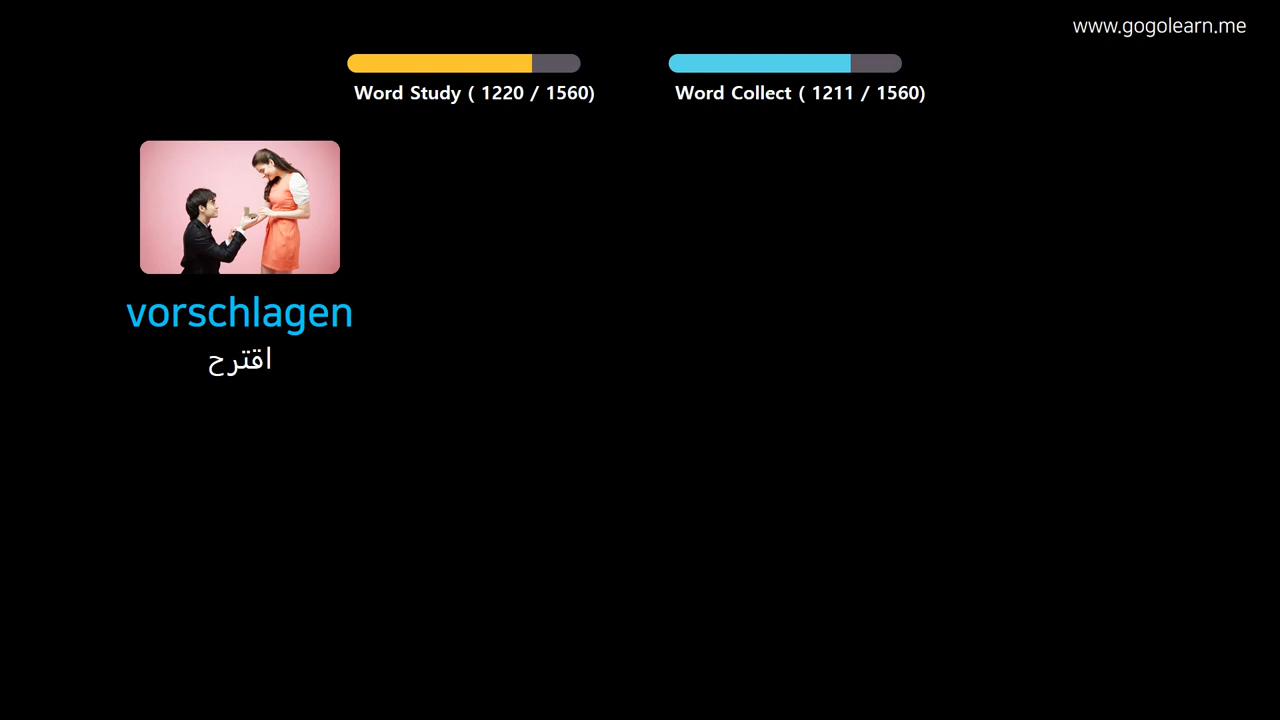 www.gogolearn.me
Word Study ( 1220 / 1560)
Word Collect ( 1211 / 1560)
vorschlagen
اقترح